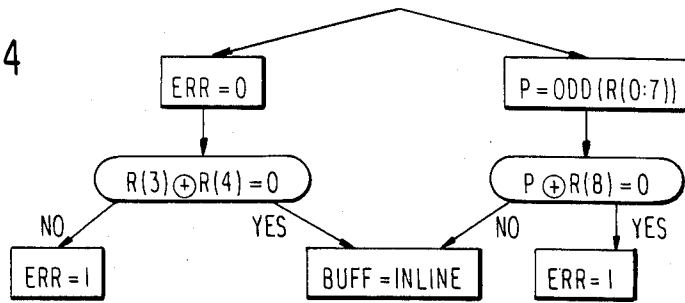 4
ERR = 0
P = ODD(R(0:7))
R(3)⊕R(4) = 0
P ⊕ R(8) = 0
NO
YES
NO
YES
ERR = 1
BUFF = INLINE
ERR = 1